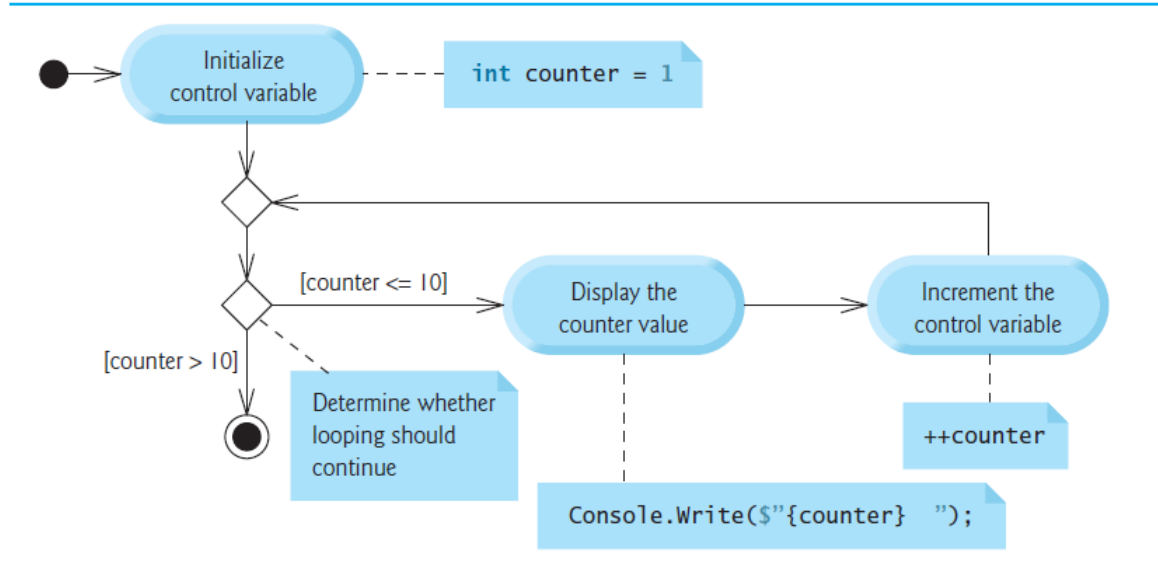 Initialize
control variable
int counter = 1
[counter <= 10]
Display the
counter value
Increment the
control variable
[counter > 10]
Determine whether
looping should
continue
++counter
Console.Write($”{counter}  ”);